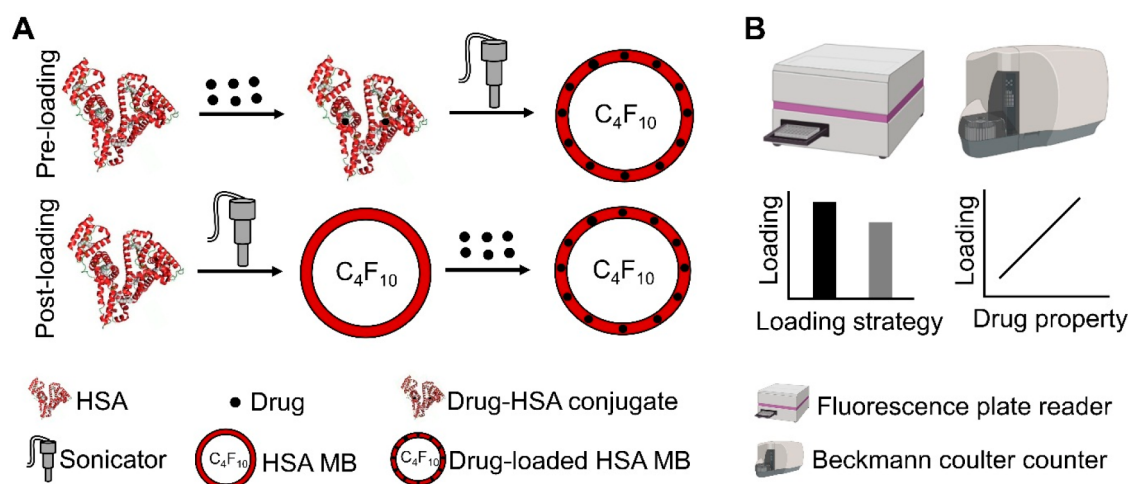 A
B
Pre-loading
C₄F₁₀
Post-loading
C₄F₁₀
C₄F₁₀
Loading
Loading strategy
Loading
Drug property
HSA
Drug
Drug-HSA conjugate
Fluorescence plate reader
Sonicator
C₄F₁₀
HSA MB
C₄F₁₀
Drug-loaded HSA MB
Beckmann coulter counter